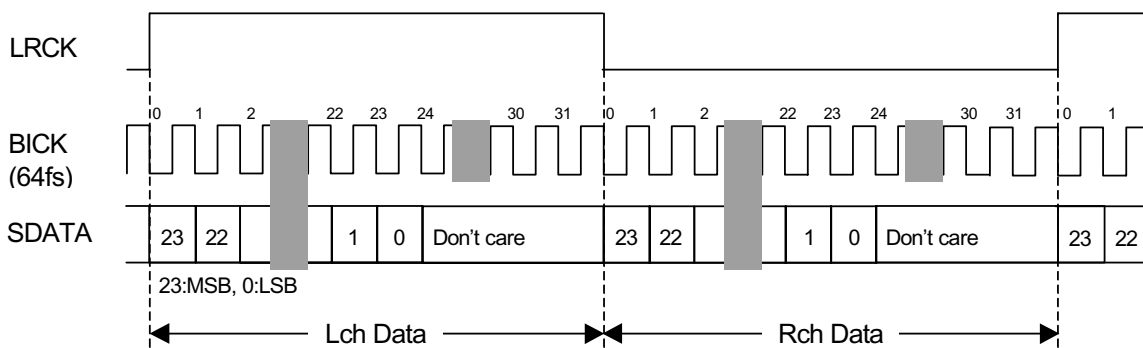 LRCK
0 1 2 22 23 24 30 31 0 1 2 22 23 24 30 31 0 1
BICK
(64fs)
SDATA 23 22 1 0 Don't care 23 22 1 0 Don't care 23 22
23:MSB, 0:LSB
Lch Data Rch Data